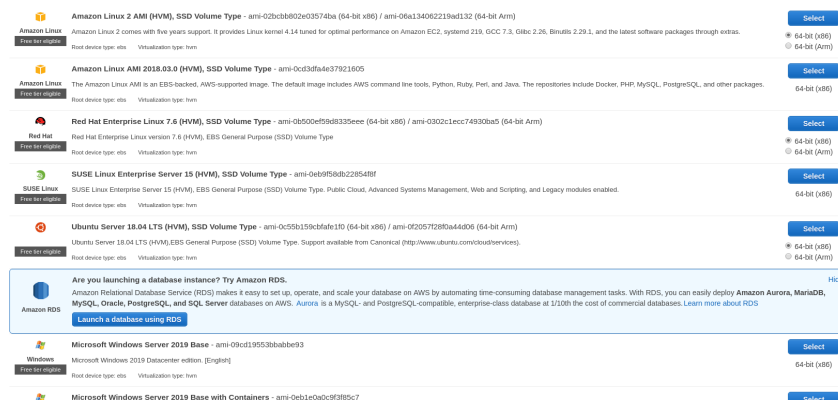 Amazon Linux 2 AMI (HVM), SSD Volume Type - ami-02bcbb802e03574ba (64-bit x86) / ami-06a134062219ad132 (64-bit Arm)
Select
Amazon Linux
Free tier eligible
Amazon Linux 2 comes with five years support. It provides Linux kernel 4.14 tuned for optimal performance on Amazon EC2, systemd 219, GCC 7.3, Glibc 2.26, Binutils 2.29.1, and the latest software packages through extras.
64-bit (x86)
64-bit (Arm)
Root device type: ebs Virtualization type: hvm
Amazon Linux AMI 2018.03.0 (HVM), SSD Volume Type - ami-0cd3dfa4e37921605
Select
Amazon Linux
Free tier eligible
The Amazon Linux AMI is an EBS-backed, AWS-supported image. The default image includes AWS command line tools, Python, Ruby, Perl, and Java. The repositories include Docker, PHP, MySQL, PostgreSQL, and other packages.
64-bit (x86)
Root device type: ebs Virtualization type: hvm
Red Hat Enterprise Linux 7.6 (HVM), SSD Volume Type - ami-0b500ef59d8335eee (64-bit x86) / ami-0302c1ecc74930ba5 (64-bit Arm)
Select
Red Hat
Free tier eligible
Red Hat Enterprise Linux version 7.6 (HVM), EBS General Purpose (SSD) Volume Type
64-bit (x86)
64-bit (Arm)
Root device type: ebs Virtualization type: hvm
SUSE Linux Enterprise Server 15 (HVM), SSD Volume Type - ami-0eb9f58db22854f8f
Select
SUSE Linux
Free tier eligible
SUSE Linux Enterprise Server 15 (HVM), EBS General Purpose (SSD) Volume Type. Public Cloud, Advanced Systems Management, Web and Scripting, and Legacy modules enabled.
64-bit (x86)
Root device type: ebs Virtualization type: hvm
Ubuntu Server 18.04 LTS (HVM), SSD Volume Type - ami-0c55b159cbfafe1f0 (64-bit x86) / ami-0f2057f28f0a44d06 (64-bit Arm)
Select
Free tier eligible
Ubuntu Server 18.04 LTS (HVM),EBS General Purpose (SSD) Volume Type. Support available from Canonical (http://www.ubuntu.com/cloud/services).
64-bit (x86)
64-bit (Arm)
Root device type: ebs Virtualization type: hvm
Are you launching a database instance? Try Amazon RDS.
Hid
Amazon RDS
Amazon Relational Database Service (RDS) makes it easy to set up, operate, and scale your database on AWS by automating time-consuming database management tasks. With RDS, you can easily deploy Amazon Aurora, MariaDB,
MySQL, Oracle, PostgreSQL, and SQL Server databases on AWS. Aurora is a MySQL- and PostgreSQL-compatible, enterprise-class database at 1/10th the cost of commercial databases. Learn more about RDS
Launch a database using RDS
Microsoft Windows Server 2019 Base - ami-09cd19553bbabbe93
Select
Windows
Free tier eligible
Microsoft Windows 2019 Datacenter edition. [English]
64-bit (x86)
Root device type: ebs Virtualization type: hvm
Microsoft Windows Server 2019 Base with Containers - ami-0eb1e0a0c9f3f85c7
Select